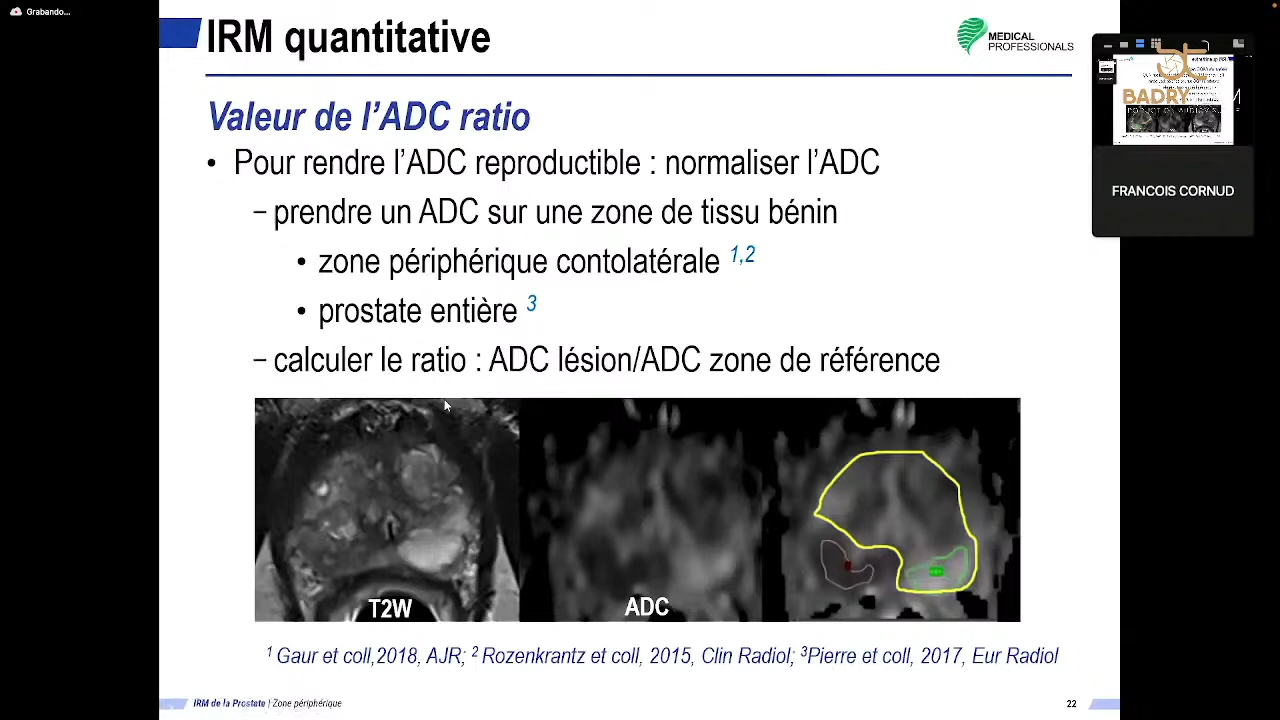 Grabando...
IRM quantitative
MEDICAL
PROFESSIONALS
BADRY
FRANCOIS CORNUD
Valeur de l'ADC ratio
• Pour rendre l'ADC reproductible : normaliser l'ADC
– prendre un ADC sur une zone de tissu bénin
• zone périphérique contolatérale 1,2
• prostate entière 3
– calculer le ratio : ADC lésion/ADC zone de référence
T2W
ADC
1 Gaur et coll,2018, AJR; 2 Rozenkrantz et coll, 2015, Clin Radiol; 3Pierre et coll, 2017, Eur Radiol
IRM de la Prostate | Zone périphérique
22